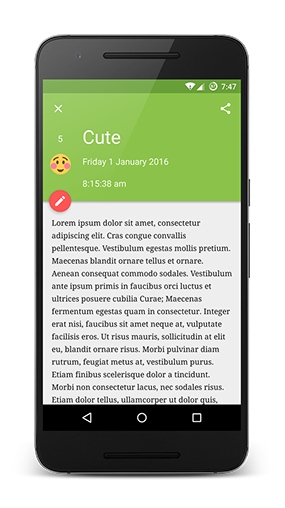 7:47
5
Cute
Friday 1 January 2016
8:15:38 am
Lorem ipsum dolor sit amet, consectetur
adipiscing elit. Cras congue convallis
pellentesque. Vestibulum egestas mollis pretium.
Maecenas blandit ornare tellus et ornare.
Aenean consequat commodo sodales. Vestibulum
ante ipsum primis in faucibus orci luctus et
ultrices posuere cubilia Curae; Maecenas
fermentum egestas quam in consectetur. Integer
erat nisi, faucibus sit amet neque at, vulputate
facilisis eros. Ut risus mauris, sollicitudin at elit
eu, blandit ornare risus. Morbi pulvinar diam
rutrum, feugiat metus at, vestibulum purus.
Etiam finibus scelerisque dolor a tincidunt.
Morbi non consectetur lacus, nec sodales risus.
Etiam dolor tellus, ullamcorper ut dolor quis,